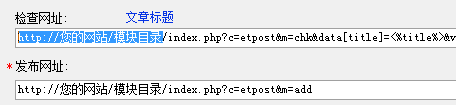 检查网址: 文章标题
http://您的网站/模块目录/index.php?c=etpost&m=chk&data[title]=<%title%>&v
*发布网址:
http://您的网站/模块目录/index.php?c=etpost&m=add